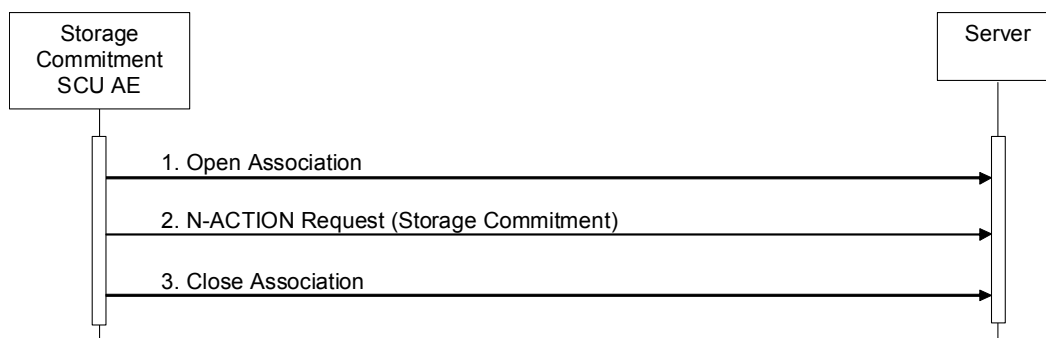 Storage
Commitment
SCU AE
Server
1. Open Association
2. N-ACTION Request (Storage Commitment)
3. Close Association